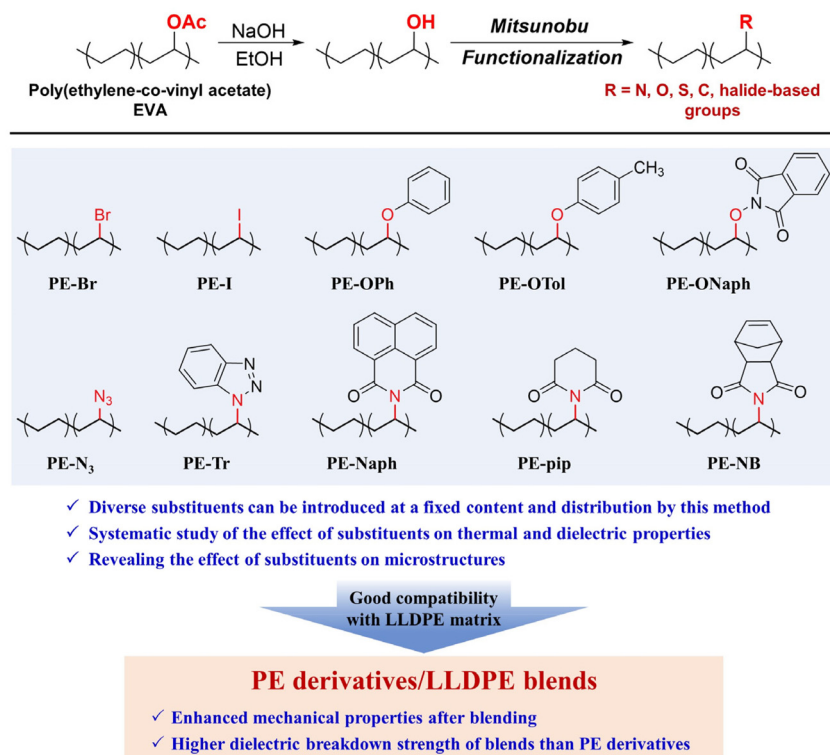 OAc
NaOH
EtOH
OH
Mitsunobu
Functionalization
R
Poly(ethylene-co-vinyl acetate)
EVA
R = N, O, S, C, halide-based
groups
Br
PE-Br
I
PE-I
O
PE-OPh
CH₃
O
PE-OTol
O
N
O
O
PE-ONaph
N₃
PE-N₃
N
N
N
PE-Tr
O
N
O
PE-Naph
O
N
O
PE-pip
O
N
O
PE-NB
✓ Diverse substituents can be introduced at a fixed content and distribution by this method
✓ Systematic study of the effect of substituents on thermal and dielectric properties
✓ Revealing the effect of substituents on microstructures
Good compatibility
with LLDPE matrix
PE derivatives/LLDPE blends
✓ Enhanced mechanical properties after blending
✓ Higher dielectric breakdown strength of blends than PE derivatives